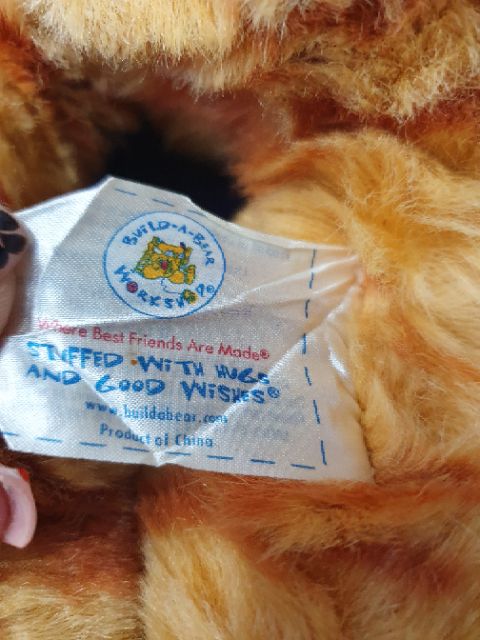 BUILD-A-BEAR
WORKSHOP®
Where Best Friends Are Made®
STUFFED WITH HUGS
AND GOOD WISHES®
www.buildabear.com
Product of China